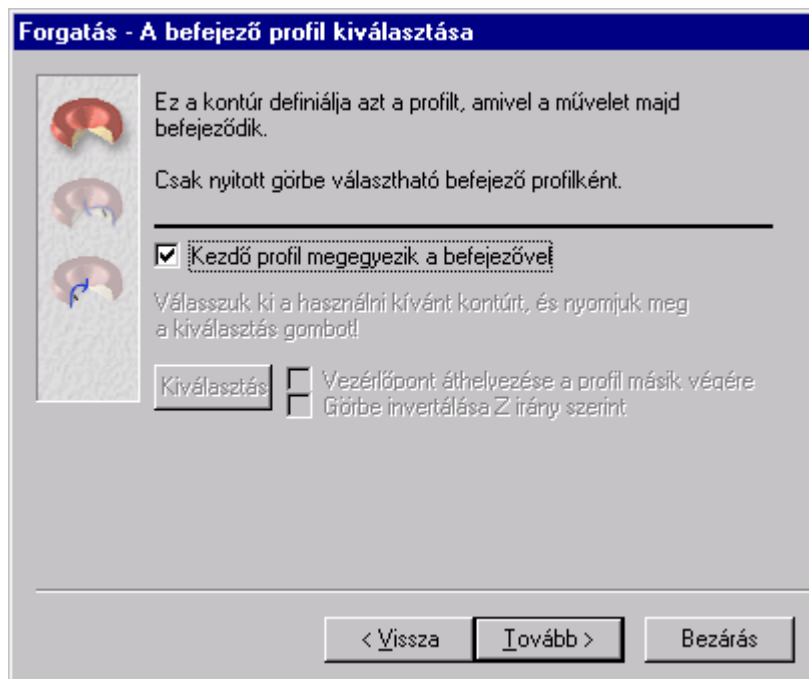 Forgatás - A befejező profil kiválasztása
Ez a kontúr definiálja azt a profilt, amivel a művelet majd
befejeződik.
Csak nyitott görbe választható befejező profilként.
Kezdő profil megegyezik a befejezővel
Válasszuk ki a használni kívánt kontúrt, és nyomjuk meg
a kiválasztás gombot!
Kiválasztás
Vezérlőpont áthelyezése a profil másik végére
Görbe invertálása Z irány szerint
< Vissza
Tovább >
Bezárás